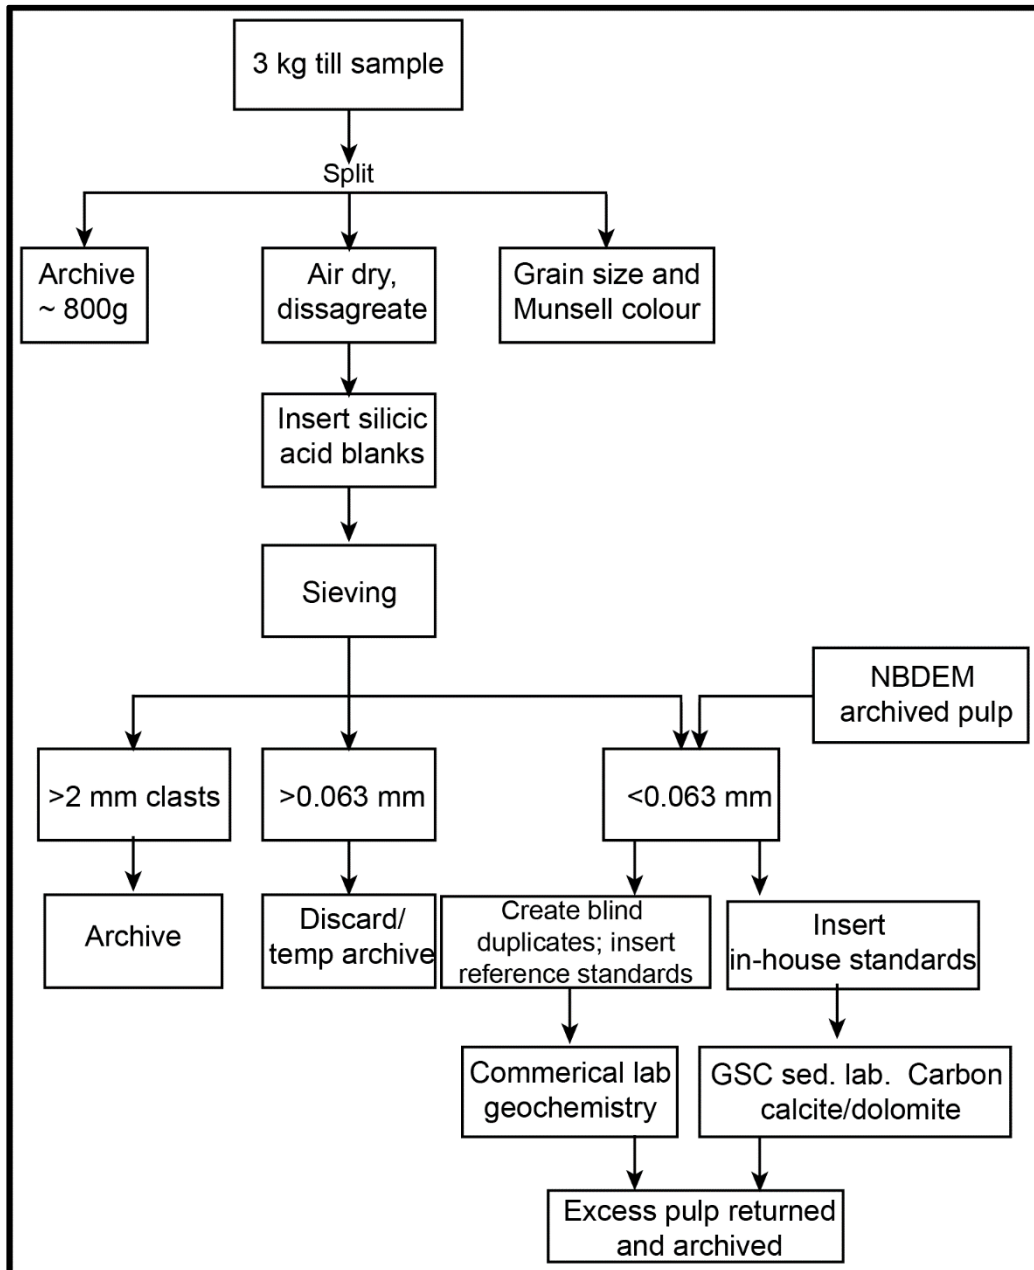 3 kg till sample
Split
Archive
~ 800g
Air dry,
dissagreate
Grain size and
Munsell colour
Insert silicic
acid blanks
Sieving
NBDEM
archived pulp
>2 mm clasts
>0.063 mm
<0.063 mm
Archive
Discard/
temp archive
Create blind
duplicates; insert
reference standards
Insert
in-house standards
Commerical lab
geochemistry
GSC sed. lab. Carbon
calcite/dolomite
Excess pulp returned
and archived